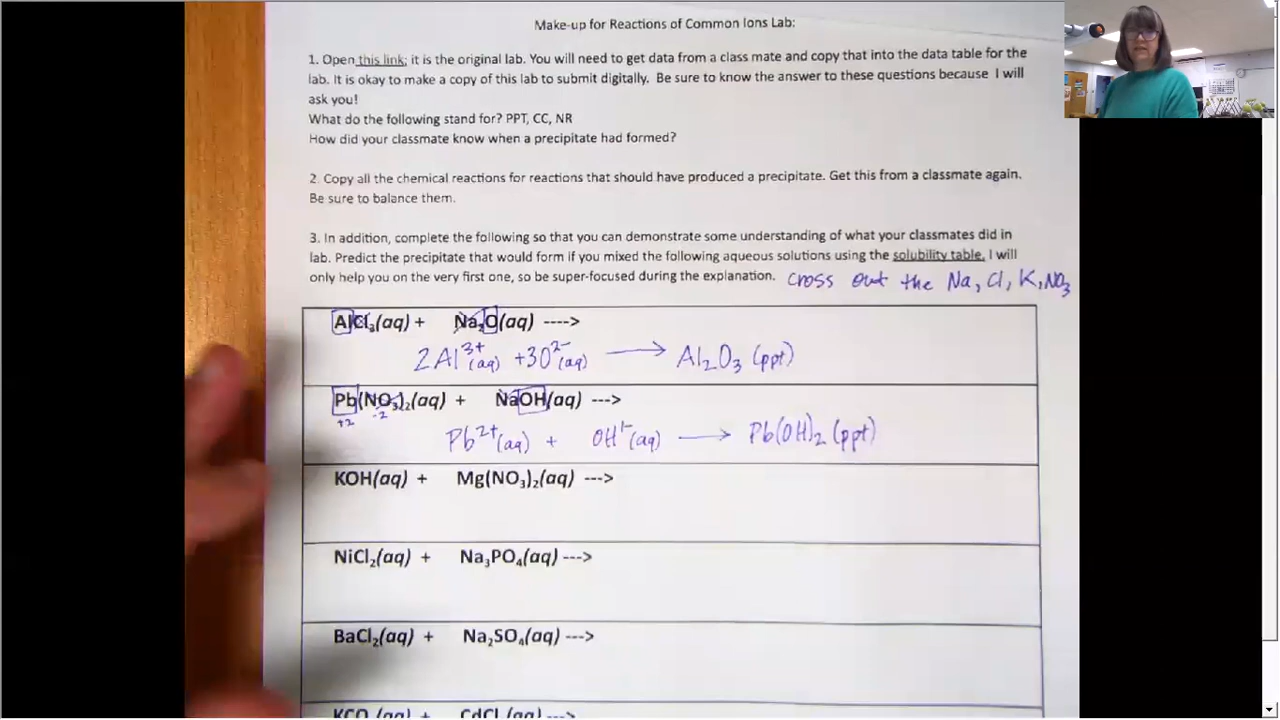 Make-up for Reactions of Common Ions Lab:
1. Open this link; it is the original lab. You will need to get data from a class mate and copy that into the data table for the
lab. It is okay to make a copy of this lab to submit digitally. Be sure to know the answer to these questions because I will
ask you!
What do the following stand for? PPT, CC, NR
How did your classmate know when a precipitate had formed?
2. Copy all the chemical reactions for reactions that should have produced a precipitate. Get this from a classmate again.
Be sure to balance them.
3. In addition, complete the following so that you can demonstrate some understanding of what your classmates did in
lab. Predict the precipitate that would form if you mixed the following aqueous solutions using the solubility table. I will
only help you on the very first one, so be super-focused during the explanation. Cross out the Na, Cl, K, NO₃
AlCl₃(aq) + Na₂O(aq) ---->
2Al³⁺(aq) + 3O²⁻(aq) → Al₂O₃ (ppt)
Pb(NO₃)₂(aq) + NaOH(aq) --->
+2 -2
Pb²⁺(aq) + OH¹⁻(aq) → Pb(OH)₂ (ppt)
KOH(aq) + Mg(NO₃)₂(aq) --->
NiCl₂(aq) + Na₃PO₄(aq) --->
BaCl₂(aq) + Na₂SO₄(aq) --->
KCO (aq) + CdCl (aq) --->